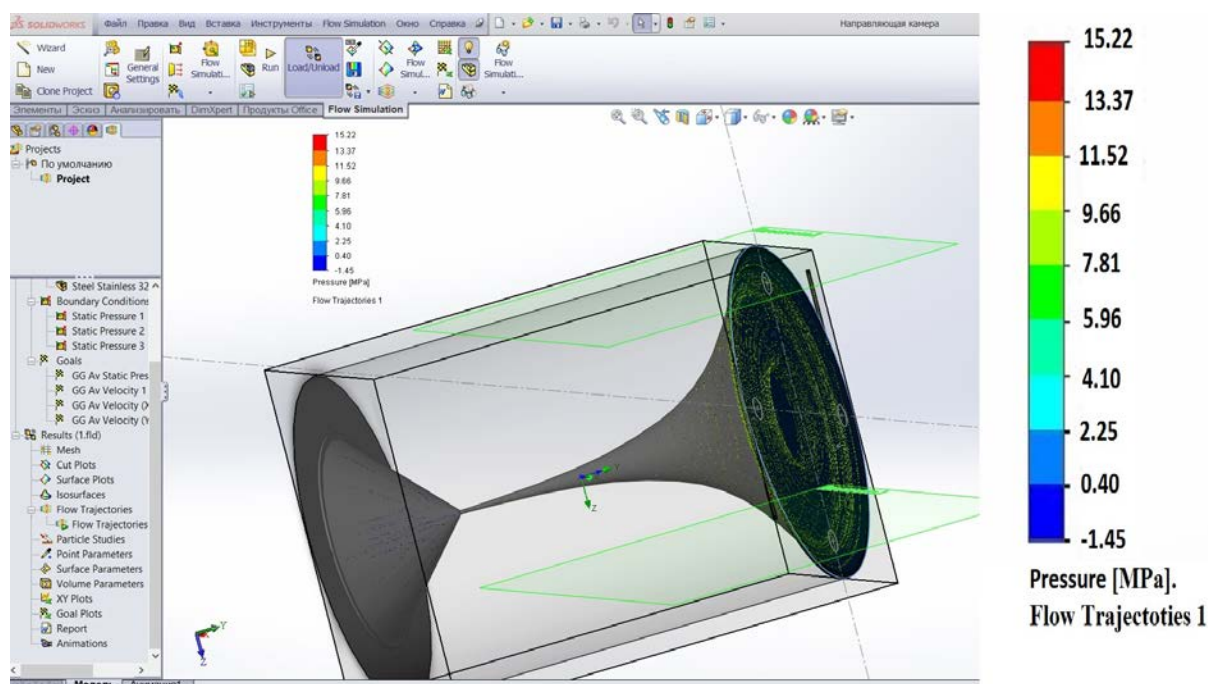 SOLIDWORKS Файл Правка Вид Вставка Инструменты Flow Simulation Окно Справка Направляющая камера
Wizard
New
Clone Project
General Settings
Flow Simulati...
Run
Load/Unload
Flow Simul...
Flow Simulati...
Элементы Эскиз Анализировать DimXpert Продукты Office Flow Simulation
Projects
По умолчанию
Project
Steel Stainless 32
Boundary Conditions
Static Pressure 1
Static Pressure 2
Static Pressure 3
Goals
GG Av Static Pres
GG Av Velocity 1
GG Av Velocity (X
GG Av Velocity (Y
Results (1.fld)
Mesh
Cut Plots
Surface Plots
Isosurfaces
Flow Trajectories
Flow Trajectories
Particle Studies
Point Parameters
Surface Parameters
Volume Parameters
XY Plots
Goal Plots
Report
Animations
15.22
13.37
11.52
9.66
7.81
5.96
4.10
2.25
0.40
-1.45
Pressure [MPa]
Flow Trajectories 1
Z
Y
Z
15.22
13.37
11.52
9.66
7.81
5.96
4.10
2.25
0.40
-1.45
Pressure [MPa].
Flow Trajectoties 1